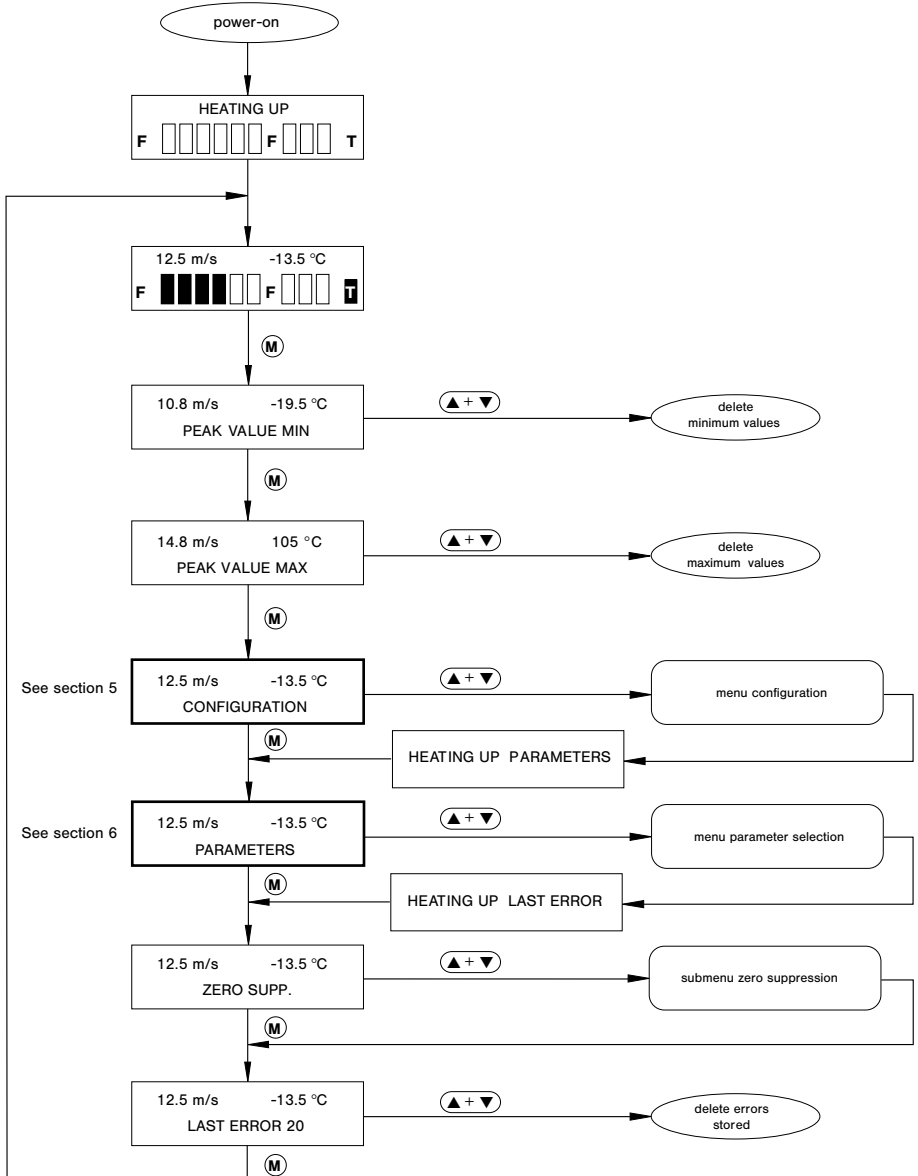 power-on
HEATING UP
F F T
12.5 m/s -13.5 °C
F F T
M
10.8 m/s -19.5 °C
PEAK VALUE MIN
▲ + ▼
delete
minimum values
M
14.8 m/s 105 °C
PEAK VALUE MAX
▲ + ▼
delete
maximum values
M
See section 5
12.5 m/s -13.5 °C
CONFIGURATION
▲ + ▼
menu configuration
M
HEATING UP PARAMETERS
See section 6
12.5 m/s -13.5 °C
PARAMETERS
▲ + ▼
menu parameter selection
M
HEATING UP LAST ERROR
12.5 m/s -13.5 °C
ZERO SUPP.
▲ + ▼
submenu zero suppression
M
12.5 m/s -13.5 °C
LAST ERROR 20
▲ + ▼
delete errors
stored
M